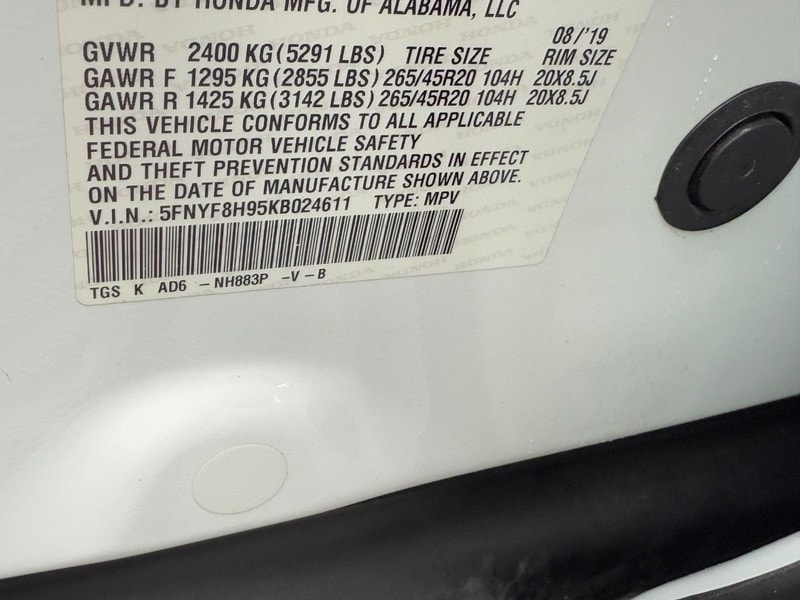 MFD. BY HONDA MFG. OF ALABAMA, LLC
08/'19
GVWR 2400 KG (5291 LBS) TIRE SIZE RIM SIZE
GAWR F 1295 KG (2855 LBS) 265/45R20 104H 20X8.5J
GAWR R 1425 KG (3142 LBS) 265/45R20 104H 20X8.5J
THIS VEHICLE CONFORMS TO ALL APPLICABLE
FEDERAL MOTOR VEHICLE SAFETY
AND THEFT PREVENTION STANDARDS IN EFFECT
ON THE DATE OF MANUFACTURE SHOWN ABOVE.
V.I.N.: 5FNYF8H95KB024611 TYPE: MPV
TGS K AD6 -NH883P -V-B